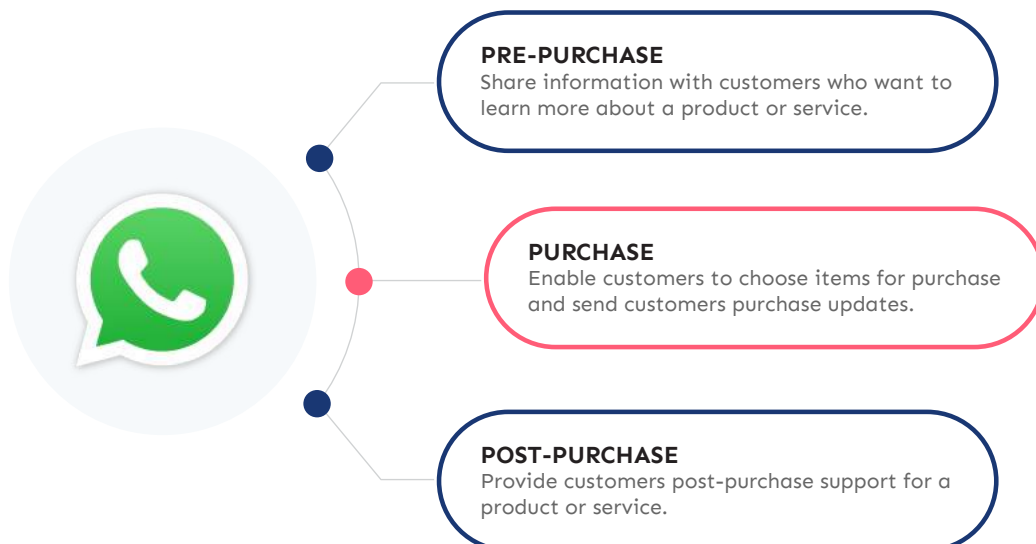 PRE-PURCHASE
Share information with customers who want to
learn more about a product or service.
PURCHASE
Enable customers to choose items for purchase
and send customers purchase updates.
POST-PURCHASE
Provide customers post-purchase support for a
product or service.